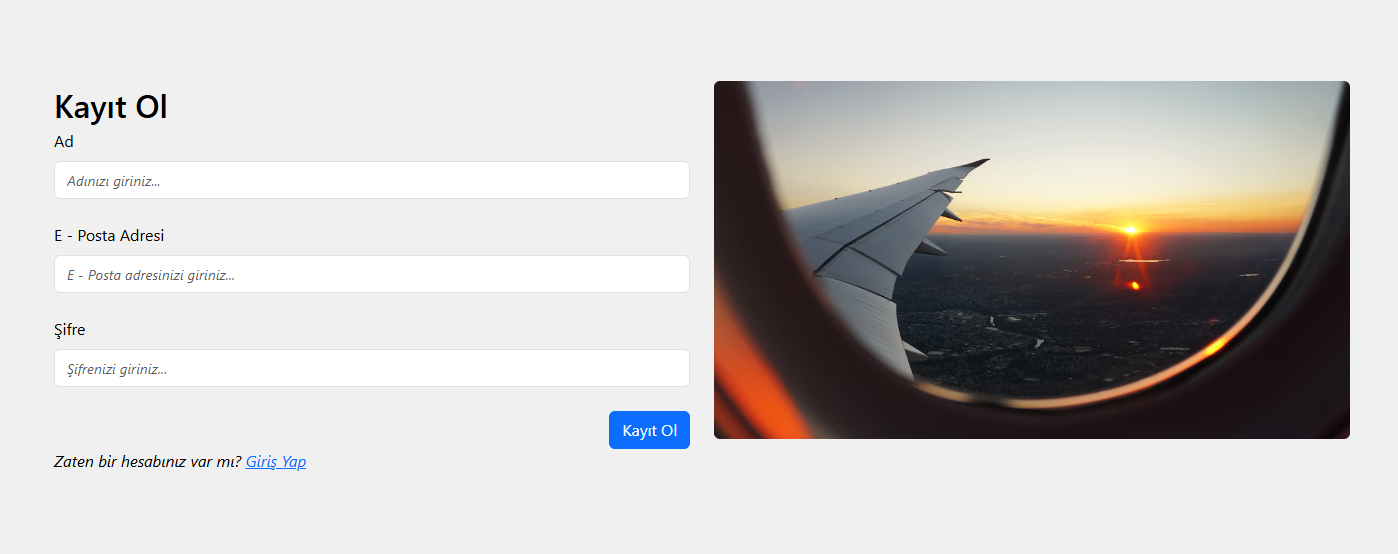 Kayıt Ol
Ad
Adınızı giriniz...
E - Posta Adresi
E - Posta adresinizi giriniz...
Şifre
Şifrenizi giriniz...
Kayıt Ol
Zaten bir hesabınız var mı? Giriş Yap